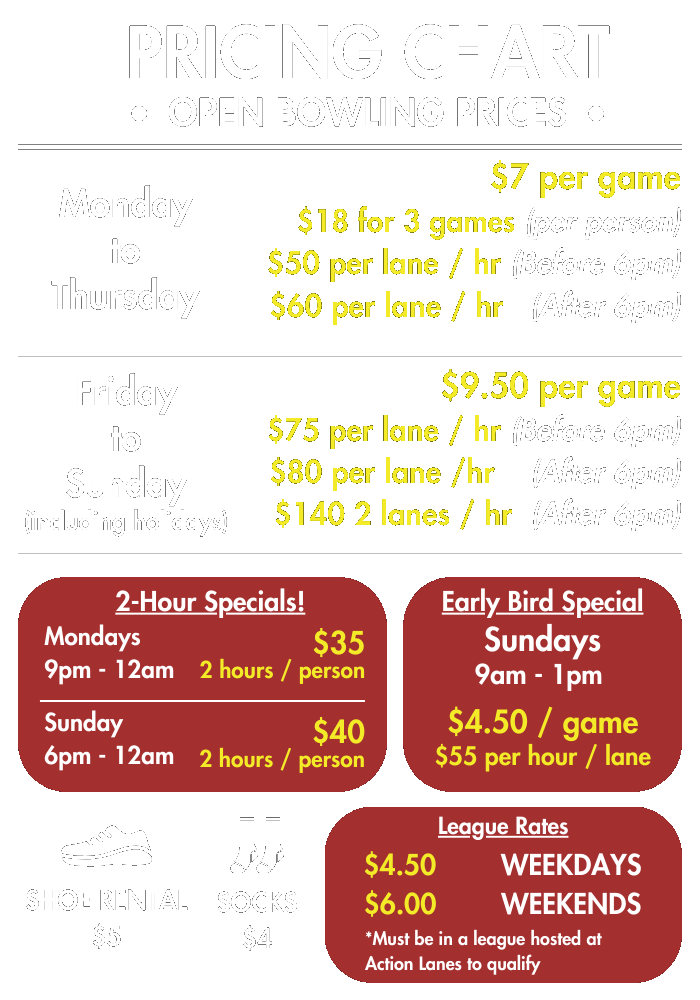 PRICING CHART
• OPEN BOWLING PRICES •
Monday
to
Thursday
$7 per game
$18 for 3 games (per person)
$50 per lane / hr (Before 6pm)
$60 per lane / hr (After 6pm)
Friday
to
Sunday
(including holidays)
$9.50 per game
$75 per lane / hr (Before 6pm)
$80 per lane /hr (After 6pm)
$140 2 lanes / hr (After 6pm)
2-Hour Specials!
Mondays
9pm - 12am
$35
2 hours / person
Sunday
6pm - 12am
$40
2 hours / person
Early Bird Special
Sundays
9am - 1pm
$4.50 / game
$55 per hour / lane
SHOE RENTAL
$5
SOCKS
$4
League Rates
$4.50 WEEKDAYS
$6.00 WEEKENDS
*Must be in a league hosted at
Action Lanes to qualify